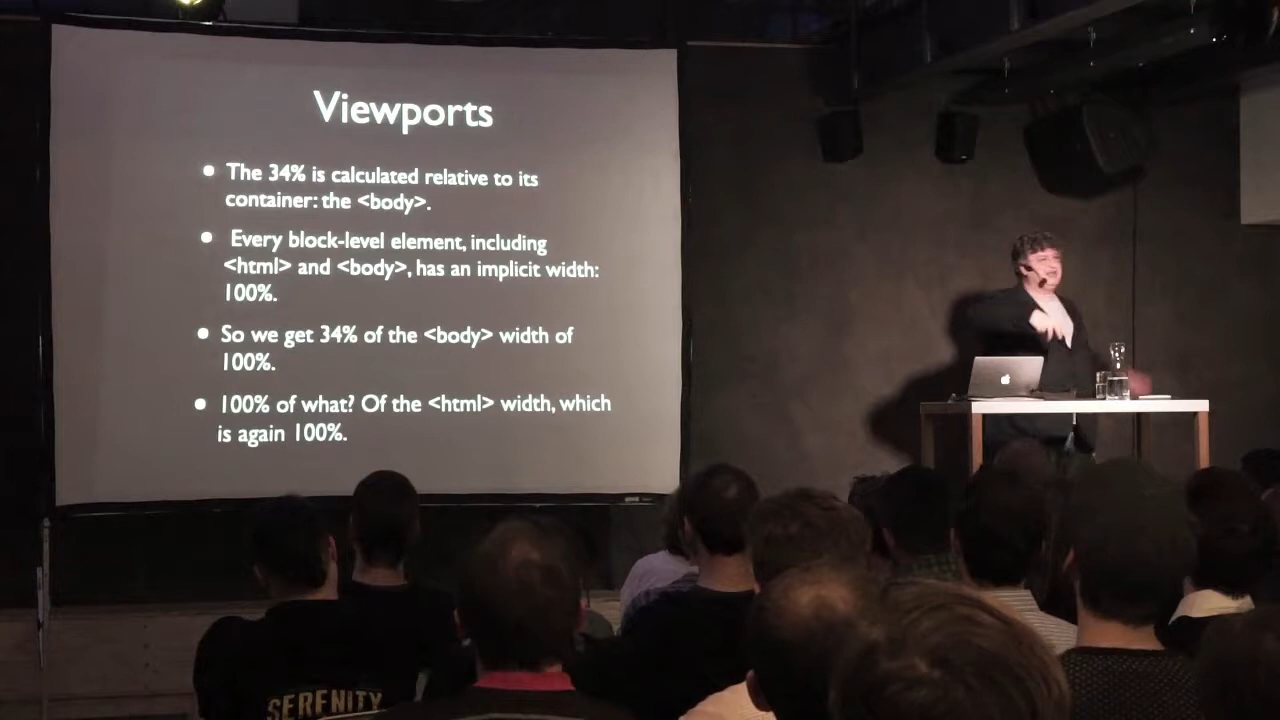 Viewports
• The 34% is calculated relative to its
container: the <body>.
• Every block-level element, including
<html> and <body>, has an implicit width:
100%.
• So we get 34% of the <body> width of
100%.
• 100% of what? Of the <html> width, which
is again 100%.
SERENITY